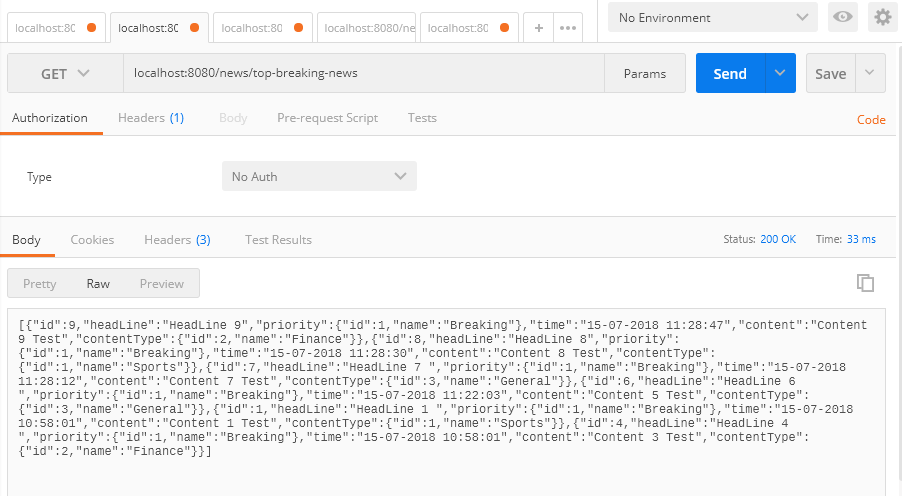 localhost:80
localhost:80
localhost:80
localhost:8080/ne
localhost:80
+
•••
No Environment
GET
localhost:8080/news/top-breaking-news
Params
Send
Save
Authorization
Headers (1)
Body
Pre-request Script
Tests
Code
Type
No Auth
Body
Cookies
Headers (3)
Test Results
Status: 200 OK
Time: 33 ms
Pretty
Raw
Preview
[{"id":9,"headLine":"HeadLine 9","priority":{"id":1,"name":"Breaking"},"time":"15-07-2018 11:28:47","content":"Content
9 Test","contentType":{"id":2,"name":"Finance"}},{"id":8,"headLine":"HeadLine 8","priority":
{"id":1,"name":"Breaking"},"time":"15-07-2018 11:28:30","content":"Content 8 Test","contentType":
{"id":1,"name":"Sports"}},{"id":7,"headLine":"HeadLine 7 ","priority":{"id":1,"name":"Breaking"},"time":"15-07-2018
11:28:12","content":"Content 7 Test","contentType":{"id":3,"name":"General"}},{"id":6,"headLine":"HeadLine 6
","priority":{"id":1,"name":"Breaking"},"time":"15-07-2018 11:22:03","content":"Content 5 Test","contentType":
{"id":3,"name":"General"}},{"id":1,"headLine":"HeadLine 1 ","priority":{"id":1,"name":"Breaking"},"time":"15-07-2018
10:58:01","content":"Content 1 Test","contentType":{"id":1,"name":"Sports"}},{"id":4,"headLine":"HeadLine 4
","priority":{"id":1,"name":"Breaking"},"time":"15-07-2018 10:58:01","content":"Content 3 Test","contentType":
{"id":2,"name":"Finance"}}]